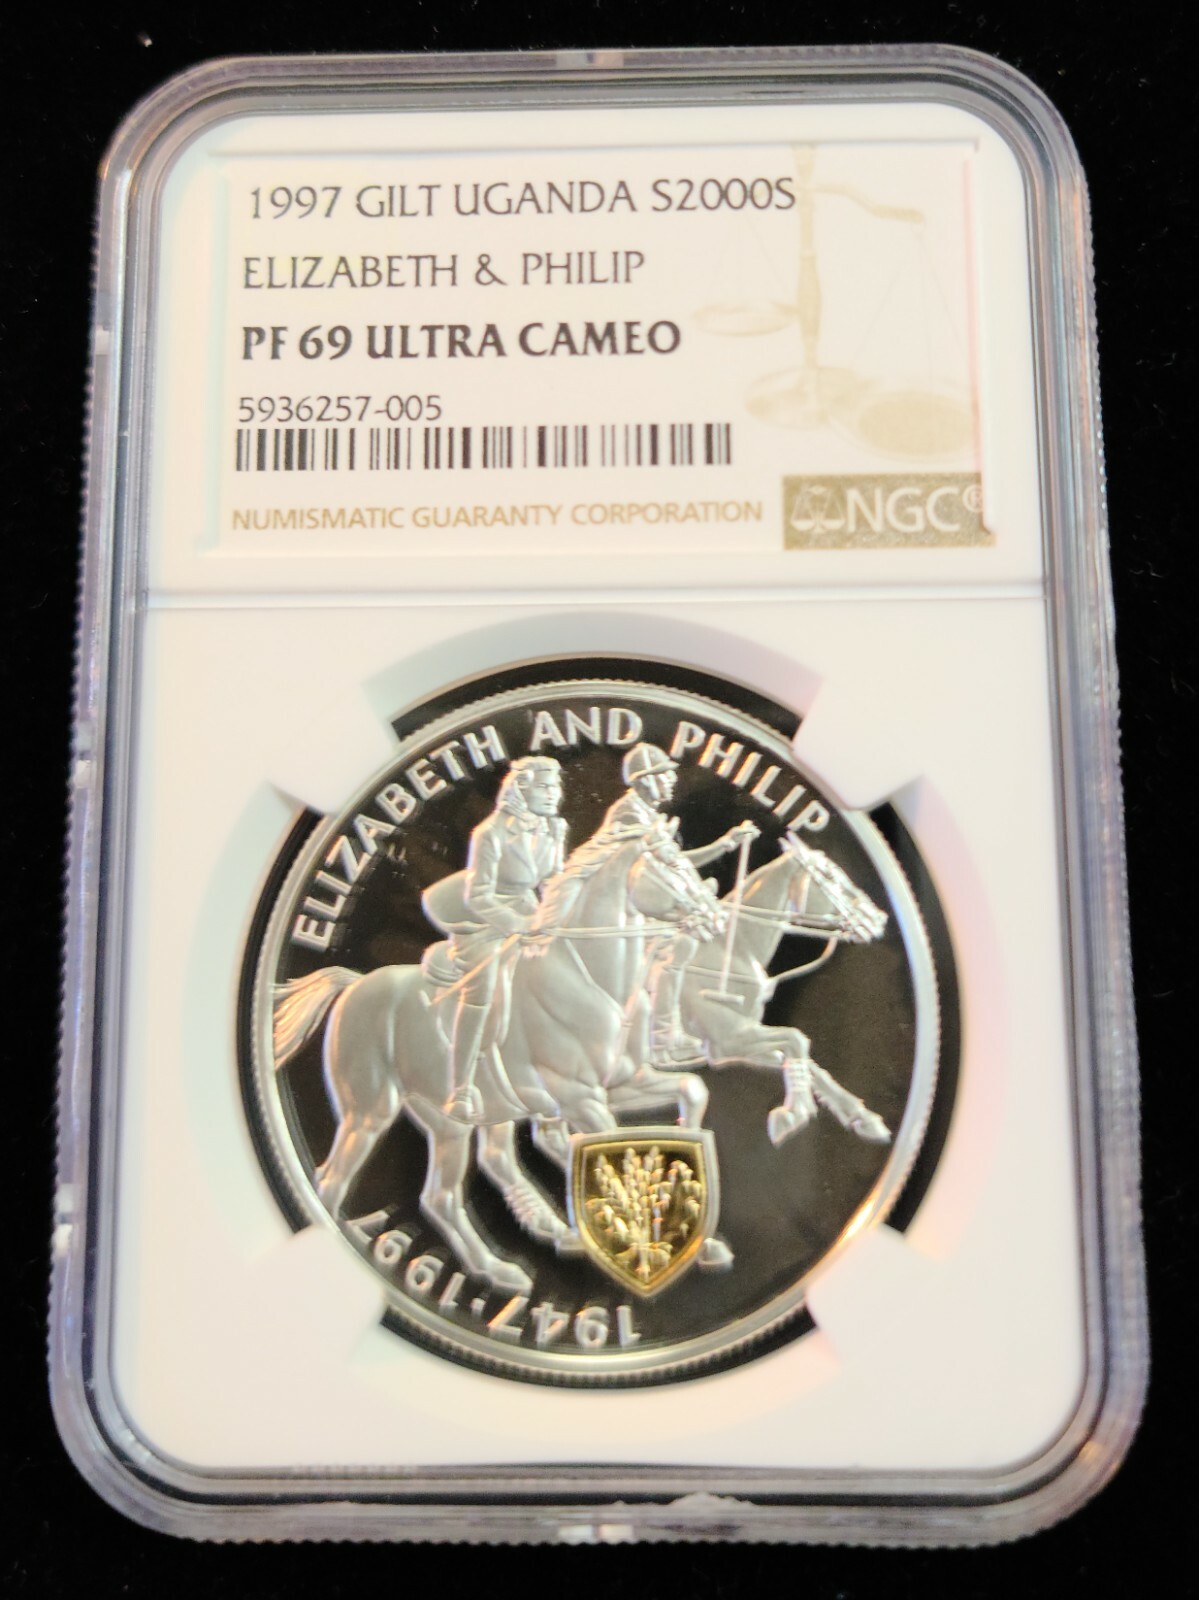 1997 GILT UGANDA S2000S
ELIZABETH & PHILIP
PF 69 ULTRA CAMEO
5936257-005
NUMISMATIC GUARANTY CORPORATION
NGC®
ELIZABETH AND PHILIP
1947·1997